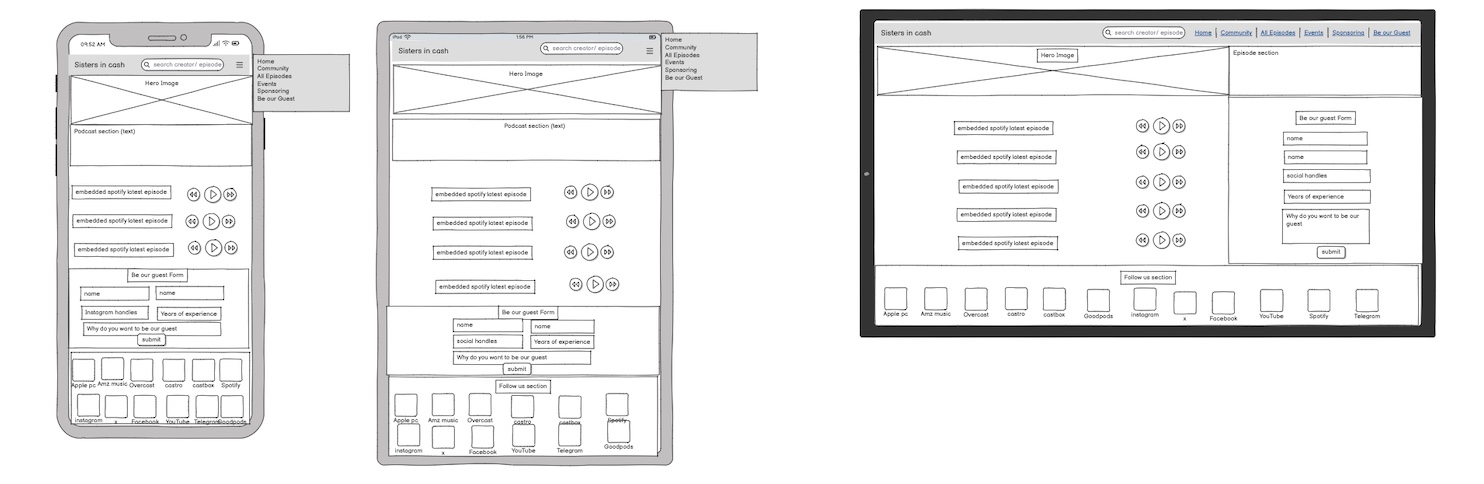 09:52 AM
Sisters in cash
search creator/ episode
Home
Community
All Episodes
Events
Sponsoring
Be our Guest
Hero Image
Podcast section (text)
embedded spotify latest episode
embedded spotify latest episode
embedded spotify latest episode
Be our guest Form
name
name
Instagram handles
Years of experience
Why do you want to be our guest
submit
Apple pc
Amz music
Overcast
castro
castbox
Spotify
instagram
x
Facebook
YouTube
Telegram
Goodpods
iPad
1:56 PM
Sisters in cash
search creator/ episode
Home
Community
All Episodes
Events
Sponsoring
Be our Guest
Hero Image
Podcast section (text)
embedded spotify latest episode
embedded spotify latest episode
embedded spotify latest episode
embedded spotify latest episode
Be our guest Form
name
name
social handles
Years of experience
Why do you want to be our guest
submit
Follow us section
Apple pc
Amz music
Overcast
castro
castbox
Spotify
instagram
x
Facebook
YouTube
Telegram
Goodpods
Sisters in cash
search creator/ episode
Home
Community
All Episodes
Events
Sponsoring
Be our Guest
Hero Image
Episode section
embedded spotify latest episode
embedded spotify latest episode
embedded spotify latest episode
embedded spotify latest episode
embedded spotify latest episode
Be our guest Form
name
name
social handles
Years of experience
Why do you want to be our
guest
submit
Follow us section
Apple pc
Amz music
Overcast
castro
castbox
Goodpods
instagram
x
Facebook
YouTube
Spotify
Telegram